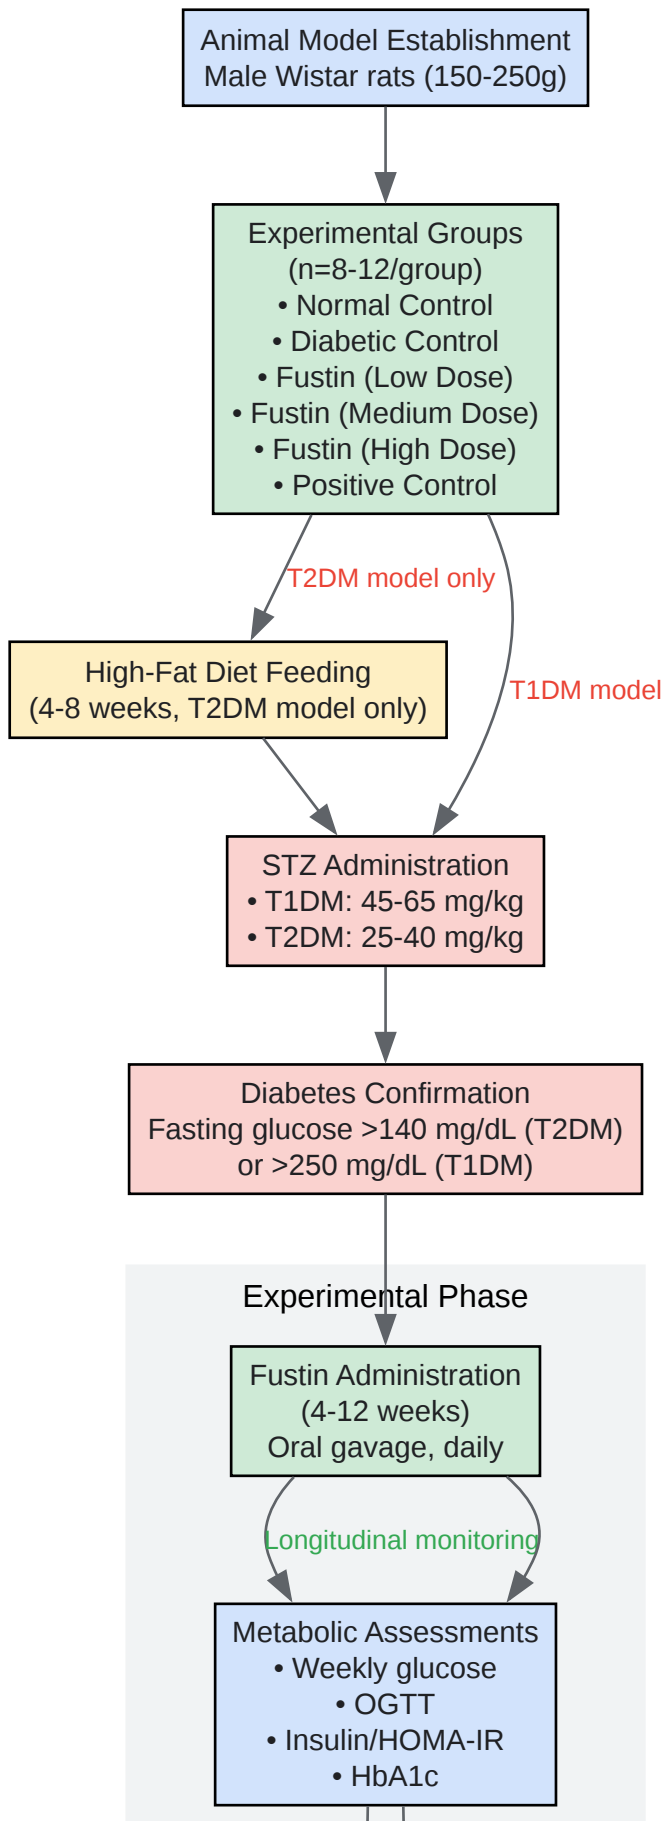 Animal Model Establishment
Male Wistar rats (150-250g)
Experimental Groups
(n=8-12/group)
• Normal Control
• Diabetic Control
• Fustin (Low Dose)
• Fustin (Medium Dose)
• Fustin (High Dose)
• Positive Control
T2DM model only
High-Fat Diet Feeding
(4-8 weeks, T2DM model only)
T1DM model
STZ Administration
• T1DM: 45-65 mg/kg
• T2DM: 25-40 mg/kg
Diabetes Confirmation
Fasting glucose >140 mg/dL (T2DM)
or >250 mg/dL (T1DM)
Experimental Phase
Fustin Administration
(4-12 weeks)
Oral gavage, daily
Longitudinal monitoring
Metabolic Assessments
• Weekly glucose
• OGTT
• Insulin/HOMA-IR
• HbA1c